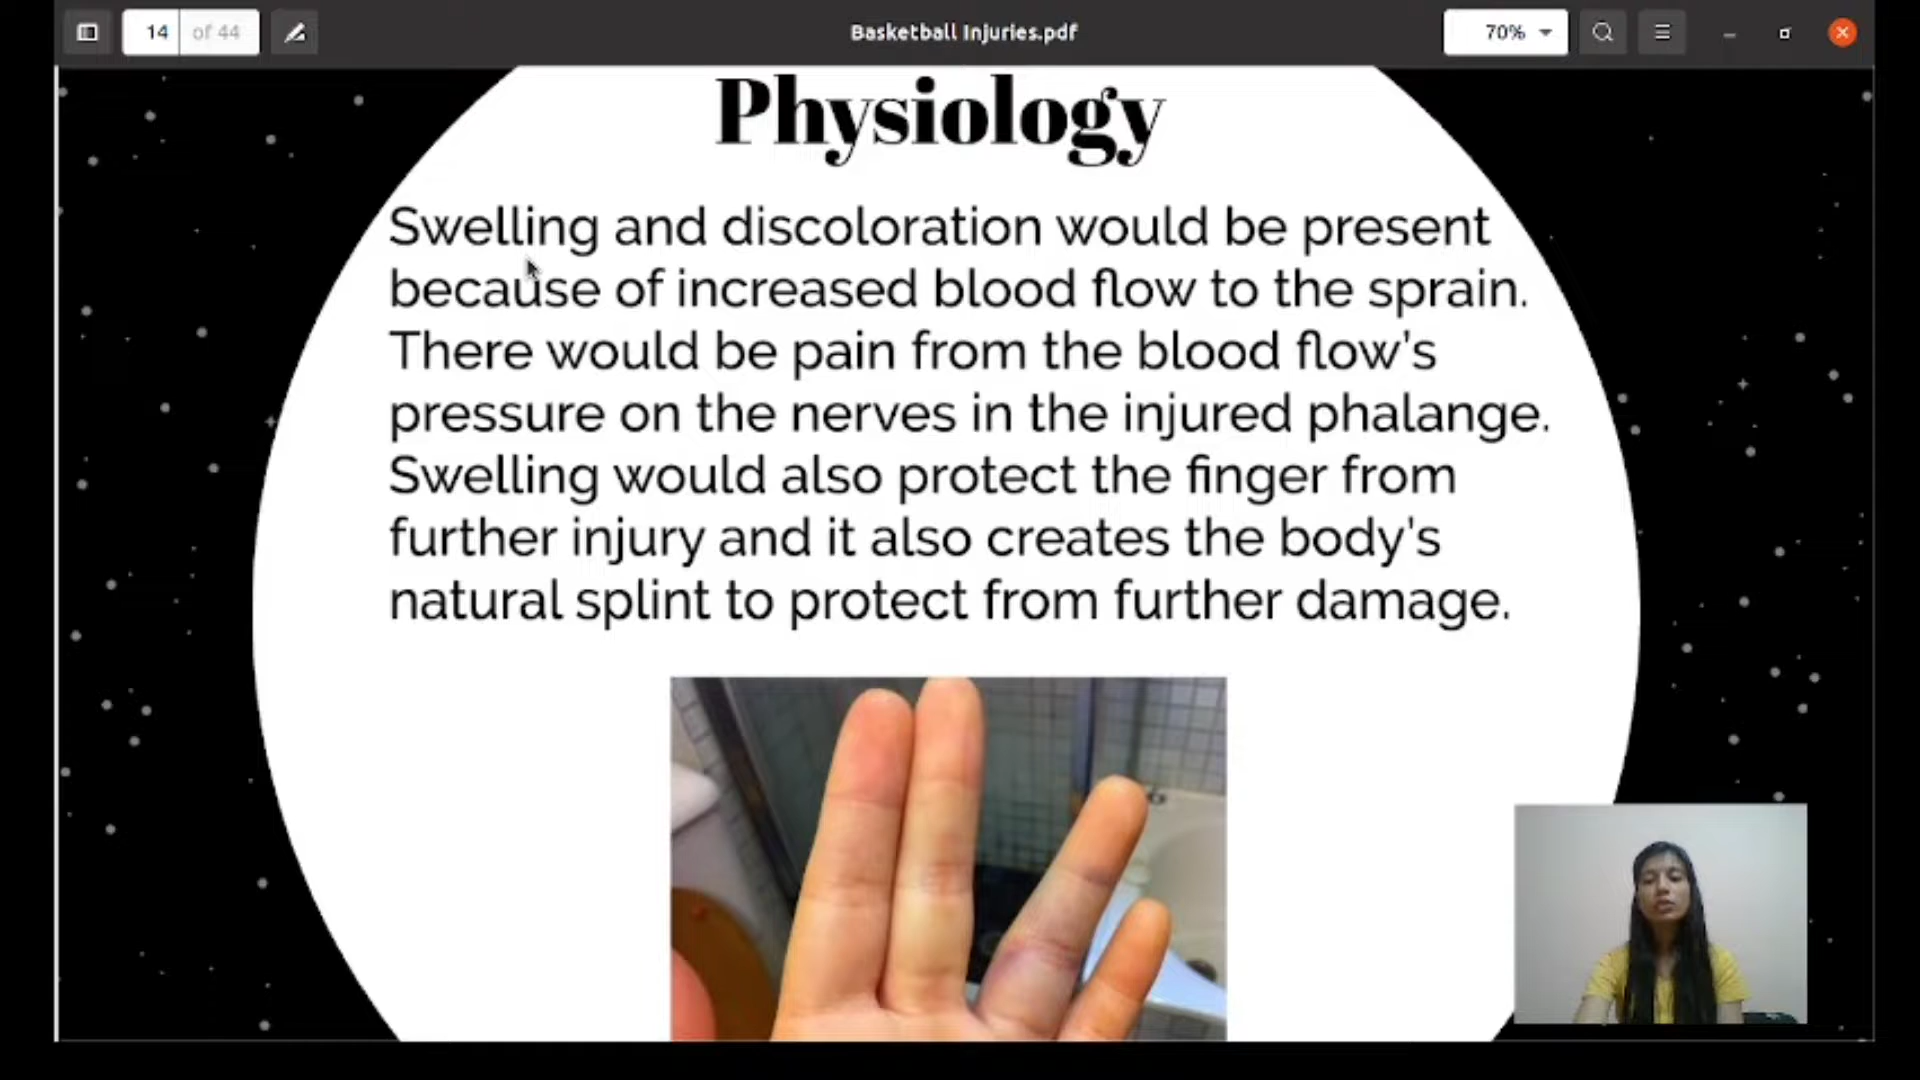 14 of 44
Basketball Injuries.pdf
70%
Physiology
Swelling and discoloration would be present
because of increased blood flow to the sprain.
There would be pain from the blood flow's
pressure on the nerves in the injured phalange.
Swelling would also protect the finger from
further injury and it also creates the body's
natural splint to protect from further damage.